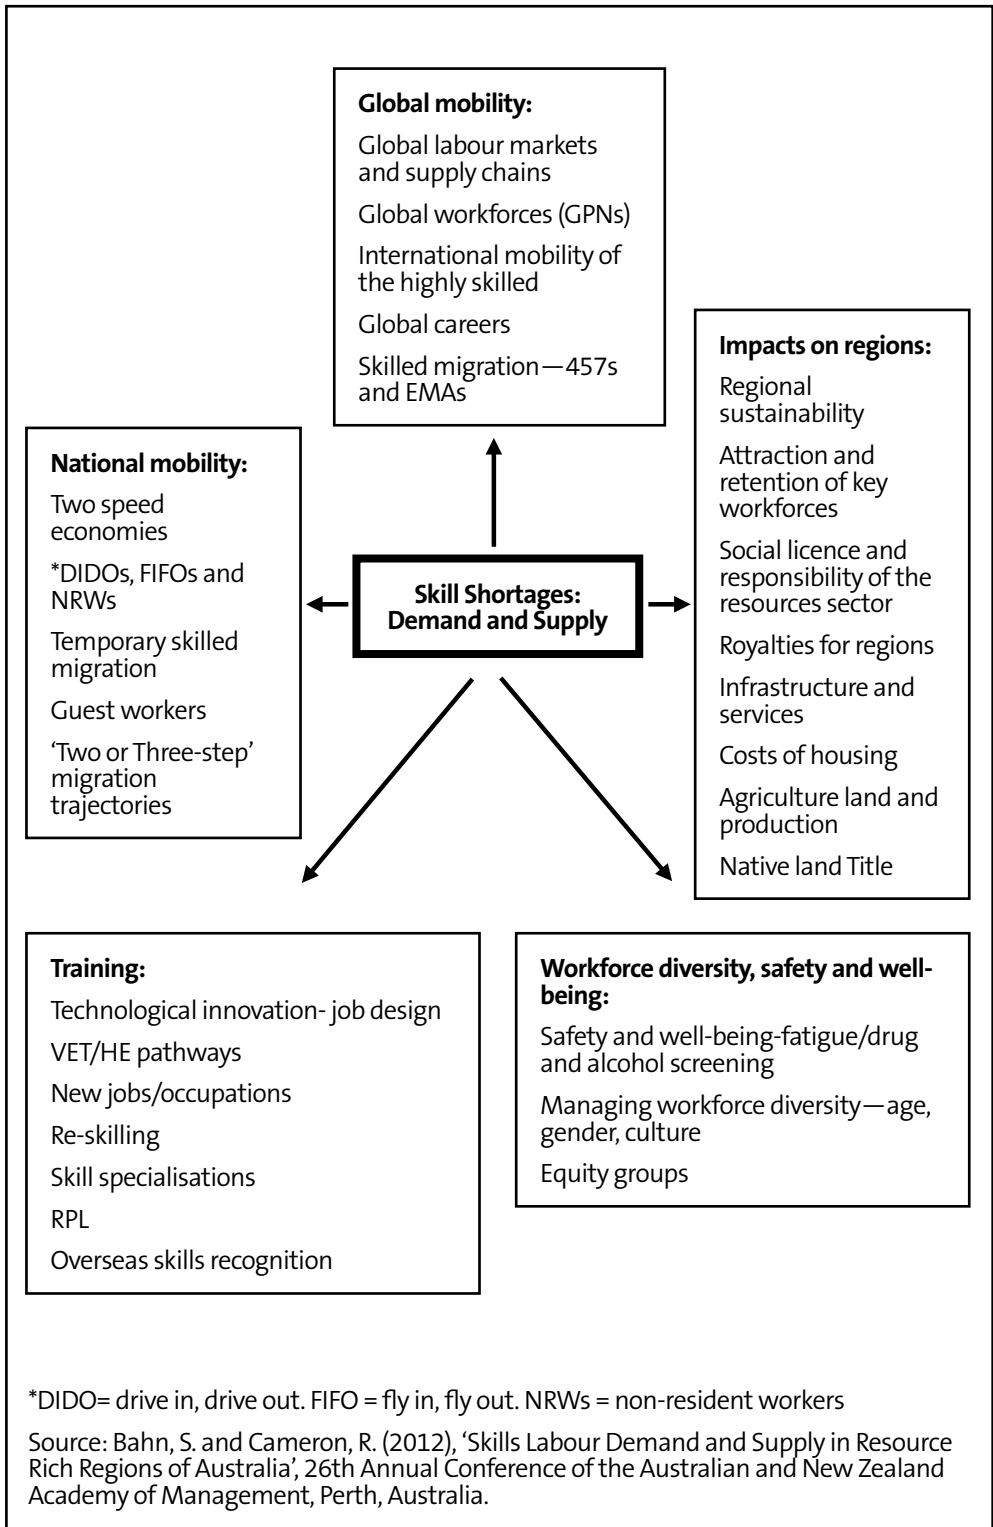 Global mobility:
Global labour markets
and supply chains
Global workforces (GPNs)
International mobility of
the highly skilled
Global careers
Skilled migration—457s
and EMAs
Impacts on regions:
Regional
sustainability
Attraction and
retention of key
workforces
Social licence and
responsibility of the
resources sector
Royalties for regions
Infrastructure and
services
Costs of housing
Agriculture land and
production
Native land Title
National mobility:
Two speed
economies
*DIDOs, FIFOs and
NRWs
Temporary skilled
migration
Guest workers
‘Two or Three-step’
migration
trajectories
Skill Shortages:
Demand and Supply
Training:
Technological innovation- job design
VET/HE pathways
New jobs/occupations
Re-skilling
Skill specialisations
RPL
Overseas skills recognition
Workforce diversity, safety and well-
being:
Safety and well-being-fatigue/drug
and alcohol screening
Managing workforce diversity—age,
gender, culture
Equity groups
*DIDO= drive in, drive out. FIFO = fly in, fly out. NRWs = non-resident workers
Source: Bahn, S. and Cameron, R. (2012), ‘Skills Labour Demand and Supply in Resource
Rich Regions of Australia’, 26th Annual Conference of the Australian and New Zealand
Academy of Management, Perth, Australia.